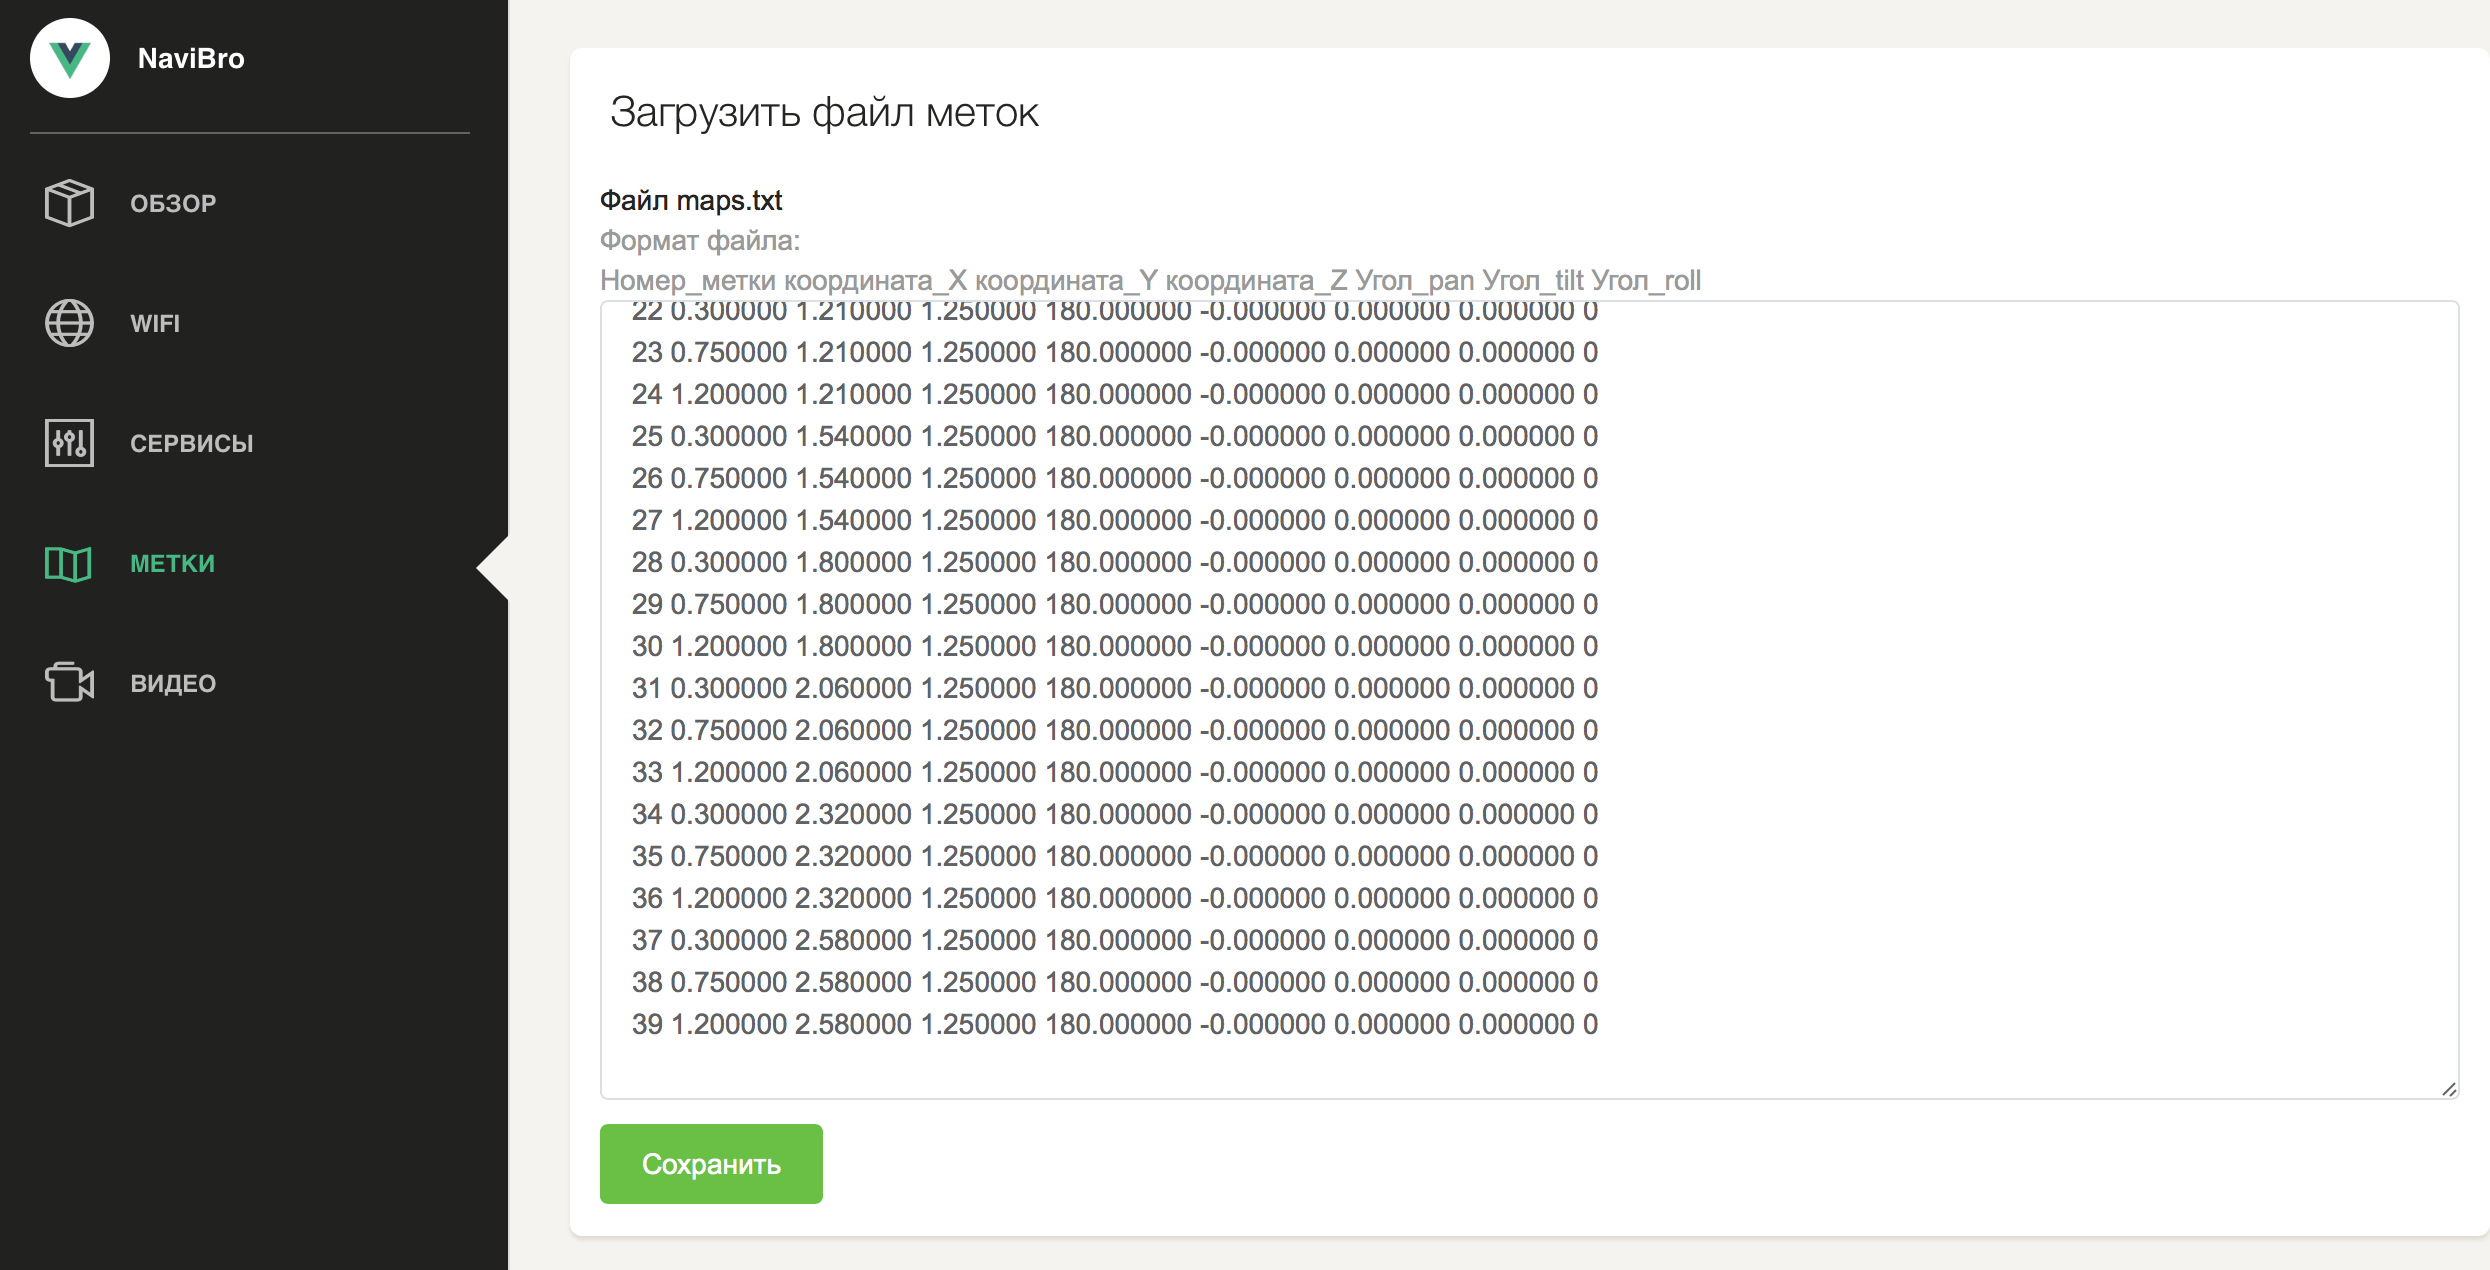 NaviBro
ОБЗОР
WIFI
СЕРВИСЫ
МЕТКИ
ВИДЕО
Загрузить файл меток
Файл maps.txt
Формат файла:
Номер_метки координата_X координата_Y координата_Z Угол_pan Угол_tilt Угол_roll
22 0.300000 1.210000 1.250000 180.000000 -0.000000 0.000000 0.000000 0
23 0.750000 1.210000 1.250000 180.000000 -0.000000 0.000000 0.000000 0
24 1.200000 1.210000 1.250000 180.000000 -0.000000 0.000000 0.000000 0
25 0.300000 1.540000 1.250000 180.000000 -0.000000 0.000000 0.000000 0
26 0.750000 1.540000 1.250000 180.000000 -0.000000 0.000000 0.000000 0
27 1.200000 1.540000 1.250000 180.000000 -0.000000 0.000000 0.000000 0
28 0.300000 1.800000 1.250000 180.000000 -0.000000 0.000000 0.000000 0
29 0.750000 1.800000 1.250000 180.000000 -0.000000 0.000000 0.000000 0
30 1.200000 1.800000 1.250000 180.000000 -0.000000 0.000000 0.000000 0
31 0.300000 2.060000 1.250000 180.000000 -0.000000 0.000000 0.000000 0
32 0.750000 2.060000 1.250000 180.000000 -0.000000 0.000000 0.000000 0
33 1.200000 2.060000 1.250000 180.000000 -0.000000 0.000000 0.000000 0
34 0.300000 2.320000 1.250000 180.000000 -0.000000 0.000000 0.000000 0
35 0.750000 2.320000 1.250000 180.000000 -0.000000 0.000000 0.000000 0
36 1.200000 2.320000 1.250000 180.000000 -0.000000 0.000000 0.000000 0
37 0.300000 2.580000 1.250000 180.000000 -0.000000 0.000000 0.000000 0
38 0.750000 2.580000 1.250000 180.000000 -0.000000 0.000000 0.000000 0
39 1.200000 2.580000 1.250000 180.000000 -0.000000 0.000000 0.000000 0
Сохранить